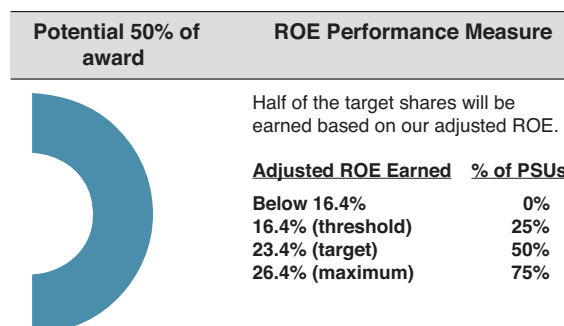 Potential 50% of
award
ROE Performance Measure
Half of the target shares will be
earned based on our adjusted ROE.
Adjusted ROE Earned % of PSUs
Below 16.4% 0%
16.4% (threshold) 25%
23.4% (target) 50%
26.4% (maximum) 75%